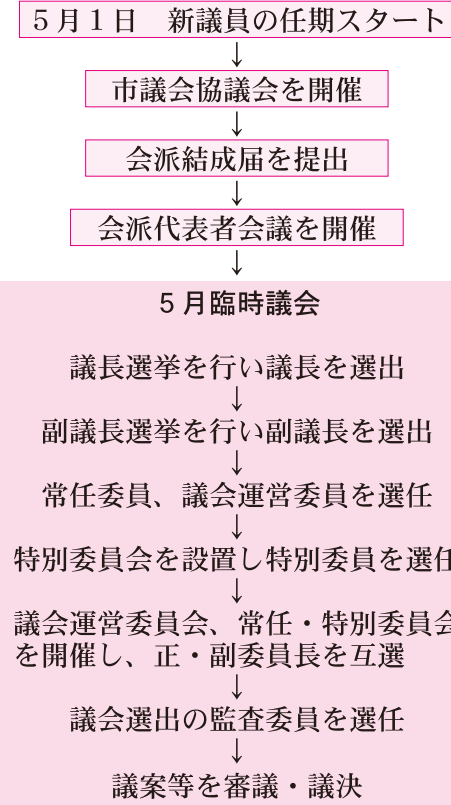 5月1日　新議員の任期スタート
↓
市議会協議会を開催
↓
会派結成届を提出
↓
会派代表者会議を開催
↓
5月臨時議会
議長選挙を行い議長を選出
↓
副議長選挙を行い副議長を選出
↓
常任委員、議会運営委員を選任
↓
特別委員会を設置し特別委員を選任
↓
議会運営委員会、常任・特別委員会
を開催し、正・副委員長を互選
↓
議会選出の監査委員を選任
↓
議案等を審議・議決